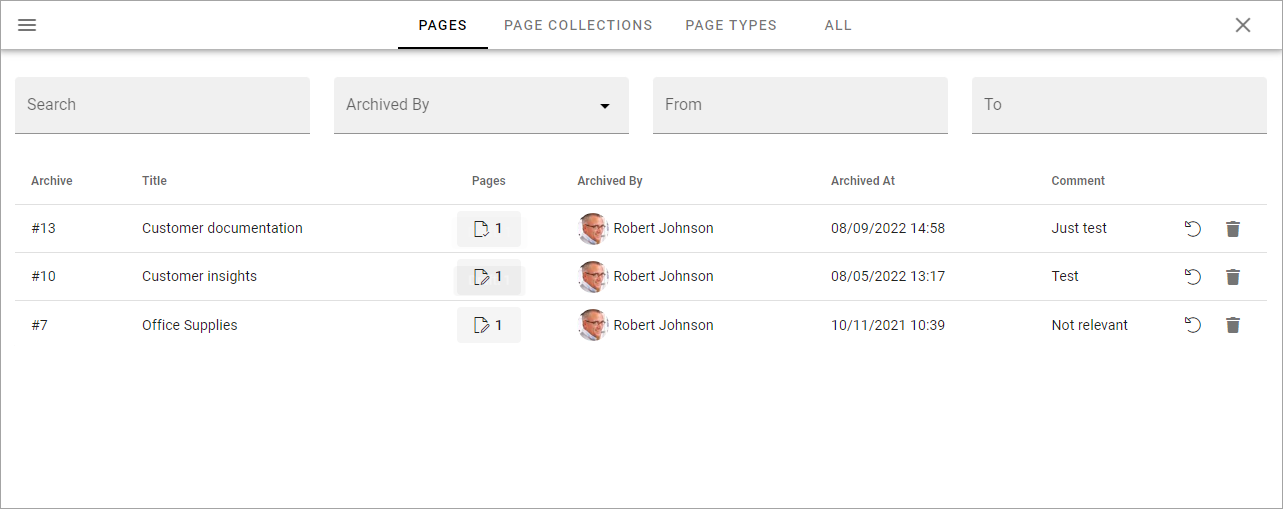 PAGES PAGE COLLECTIONS PAGE TYPES ALL
Search Archived By From To
Archive Title Pages Archived By Archived At Comment
#13 Customer documentation 1 Robert Johnson 08/09/2022 14:58 Just test
#10 Customer insights 1 Robert Johnson 08/05/2022 13:17 Test
#7 Office Supplies 1 Robert Johnson 10/11/2021 10:39 Not relevant